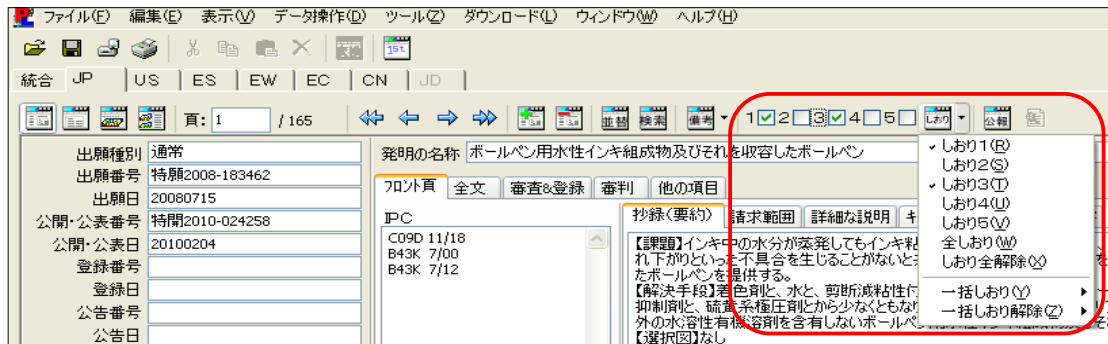 ファイル(F) 編集(E) 表示(V) データ操作(D) ツール(Z) ダウンロード(L) ウィンドウ(W) ヘルプ(H)
1st.
統合 JP US ES EW EC CN JD
頁: 1 / 165 並替 検索 備考 1 2 3 4 5 しおり 公報
出願種別 通常
出願番号 特願2008-183462
出願日 20080715
公開・公表番号 特開2010-024258
公開・公表日 20100204
登録番号
登録日
公告番号
公告日
発明の名称 ボールペン用水性インキ組成物及びそれを収容したボールペン
フロント頁 全文 審査&登録 審判 他の項目
IPC
C09D 11/18
B43K 7/00
B43K 7/12
抄録(要約) 請求範囲 詳細な説明 キ
【課題】インキ中の水分が蒸発してもインキ粘
れ下がりといった不具合を生じることがないと
たボールペンを提供する。
【解決手段】着色剤と、水と、剪断減粘性付
抑制剤と、硫黄系極圧剤とから少なくともなり
外の水溶性有機溶剤を含有しないボールペ
【選択図】なし
しおり1(R)
しおり2(S)
しおり3(T)
しおり4(U)
しおり5(V)
全しおり(W)
しおり全解除(X)
一括しおり(Y)
一括しおり解除(Z)